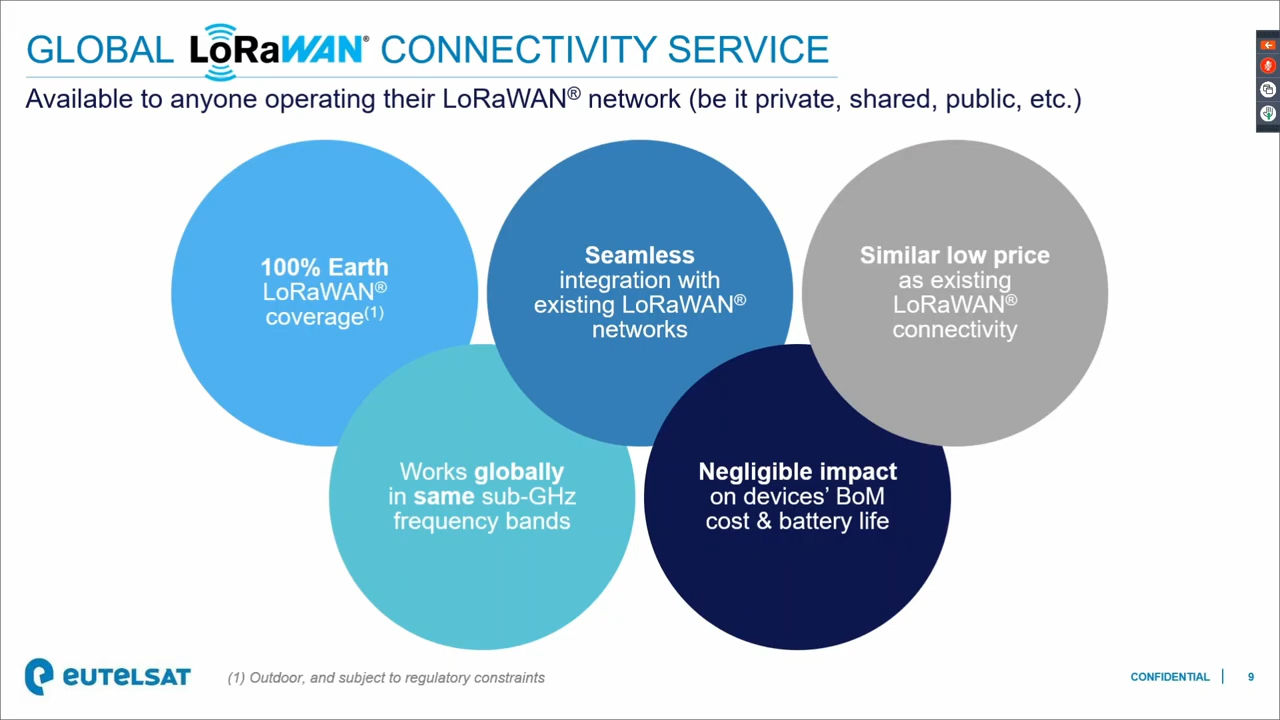 GLOBAL LoRaWAN® CONNECTIVITY SERVICE
Available to anyone operating their LoRaWAN® network (be it private, shared, public, etc.)
100% Earth
LoRaWAN®
coverage(1)
Seamless
integration with
existing LoRaWAN®
networks
Similar low price
as existing
LoRaWAN®
connectivity
Works globally
in same sub-GHz
frequency bands
Negligible impact
on devices’ BoM
cost & battery life
eutelsat
(1) Outdoor, and subject to regulatory constraints
CONFIDENTIAL | 9